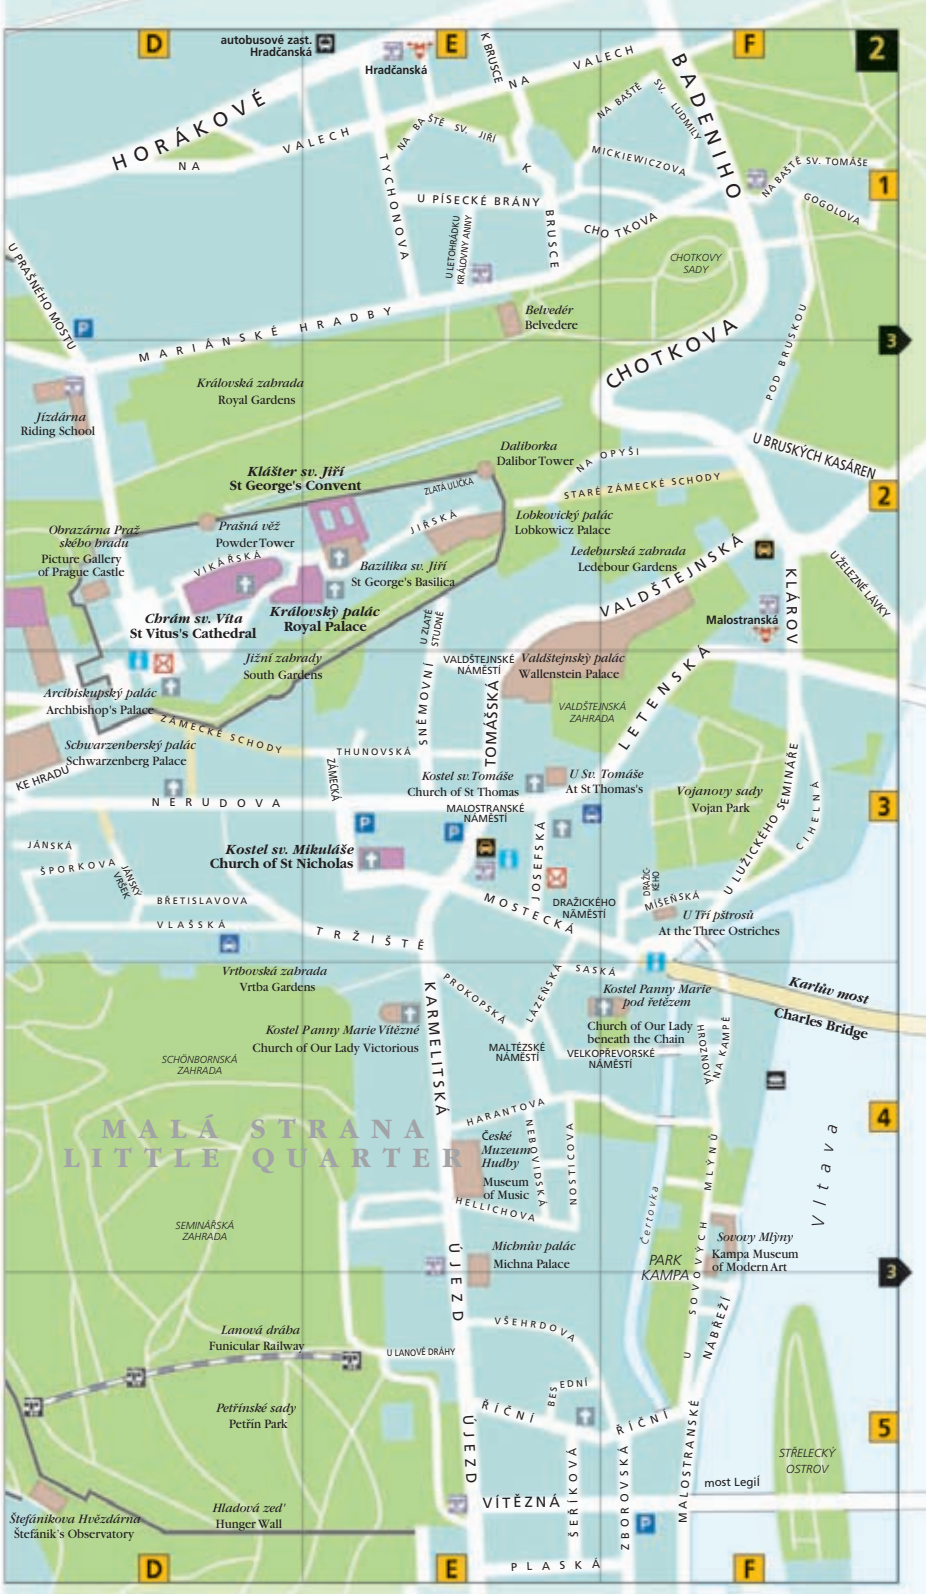 D
autobusové zast.
Hradčanská
E
K BRUSCE
F
2
Hradčanská
NA VALECH
BADENIHO
HORÁKOVÉ
NA VALECH
NA BAŠTĚ SV. JIŘÍ
NA BAŠTĚ
SV. LUDMILY
MICKIEWICZOVA
NA BAŠTĚ SV. TOMÁŠE
1
GOGOLOVA
TYCHONOVA
U PÍSECKÉ BRÁNY
K BRUSCE
CHOTKOVA
U LETOHRÁDKU
KRÁLOVNY ANNY
CHOTKOVY
SADY
U PRAŠNÉHO MOSTU
P
Belvedér
Belvedere
MARIÁNSKÉ HRADBY
3
CHOTKOVA
POD BRUSKOU
Královská zahrada
Royal Gardens
Jízdárna
Riding School
Daliborka
Dalibor Tower
NA OPYŠI
U BRUSKÝCH KASÁREN
Klášter sv. Jiří
St George's Convent
ZLATÁ ULIČKA
STARÉ ZÁMECKÉ SCHODY
2
Obrazárna Praž
ského hradu
Picture Gallery
of Prague Castle
Prašná věž
Powder Tower
JIŘSKÁ
Lobkovický palác
Lobkowicz Palace
VIKÁŘSKÁ
Bazilika sv. Jiří
St George's Basilica
Ledeburská zahrada
Ledebour Gardens
VALDŠTEJNSKÁ
KLÁROV
U ŽELEZNÉ LÁVKY
Chrám sv. Víta
St Vitus's Cathedral
Královský palác
Royal Palace
U ZLATÉ
STUDNĚ
Malostranská
Jižní zahrady
South Gardens
VALDŠTEJNSKÉ
NÁMĚSTÍ
Valdštejnský palác
Wallenstein Palace
Arcibiskupský palác
Archbishop's Palace
SNĚMOVNÍ
TOMÁŠSKÁ
VALDŠTEJNSKÁ
ZAHRADA
LETENSKÁ
ZÁMECKÉ SCHODY
Schwarzenberský palác
Schwarzenberg Palace
KE HRADU
THUNOVSKÁ
ZÁMECKÁ
Kostel sv. Tomáše
Church of St Thomas
U Sv. Tomáše
At St Thomas's
Vojanovy sady
Vojan Park
U LUŽICKÉHO SEMINÁŘE
CIHELNÁ
NERUDOVA
MALOSTRANSKÉ
NÁMĚSTÍ
3
P
P
JÁNSKÁ
ŠPORKOVA
JÁNSKÝ
VRŠEK
Kostel sv. Mikuláše
Church of St Nicholas
JOSEFSKÁ
DRAŽIC-
KÉHO
BŘETISLAVOVA
MOSTECKÁ
DRAŽICKÉHO
NÁMĚSTÍ
MÍŠEŇSKÁ
VLAŠSKÁ
TRŽIŠTĚ
U Tří pštrosů
At the Three Ostriches
Vrtbovská zahrada
Vrtba Gardens
PROKOPSKÁ
LÁZEŇSKÁ
SASKÁ
Karlův most
Charles Bridge
Kostel Panny Marie
pod řetězem
Church of Our Lady
beneath the Chain
Kostel Panny Marie Vítězné
Church of Our Lady Victorious
KARMELITSKÁ
MALTÉZSKÉ
NÁMĚSTÍ
VELKOPŘEVORSKÉ
NÁMĚSTÍ
HROZNOVÁ
NA KAMPĚ
SCHÖNBORNSKÁ
ZAHRADA
MALÁ STRANA
LITTLE QUARTER
HARANTOVA
4
České
Muzeum
Hudby
Museum
of Music
NEBOVIDSKÁ
NOSTICOVA
HELLICHOVA
Vltava
Čertovka
SEMINÁŘSKÁ
ZAHRADA
Michnův palác
Michna Palace
PARK
KAMPA
U SOVOVÝCH MLÝNŮ
Sovovy Mlýny
Kampa Museum
of Modern Art
3
ÚJEZD
VŠEHRDOVA
NÁBŘEŽÍ
Lanová dráha
Funicular Railway
U LANOVÉ DRÁHY
BESEDNÍ
Petřínské sady
Petřín Park
ŘÍČNÍ
ŘÍČNÍ
MALOSTRANSKÉ
5
ÚJEZD
STŘELECKÝ
OSTROV
ŠEŘÍKOVÁ
ZBOROVSKÁ
most Legií
VÍTĚZNÁ
Hladová zed'
Hunger Wall
Štefánikova Hvězdárna
Štefánik's Observatory
P
PLASKÁ
D
E
F